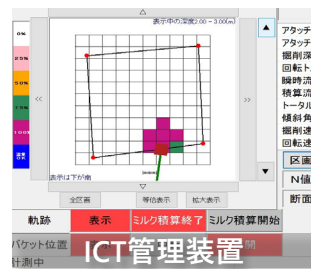 表示中の深度2.00 - 3.00(m)
0%
25%
50%
75%
100%
深度
OK
<<
>>
表示は下が南
全区画
等倍表示
拡大表示
軌跡
表示
ミルク積算終了
ミルク積算開始
バケット位置
計測中
ICT管理装置
アタッチ
アタッチ
掘削深
回転ト
瞬時流
積算流
トータル
傾斜角
掘削速
回転速
区画
N値
断面